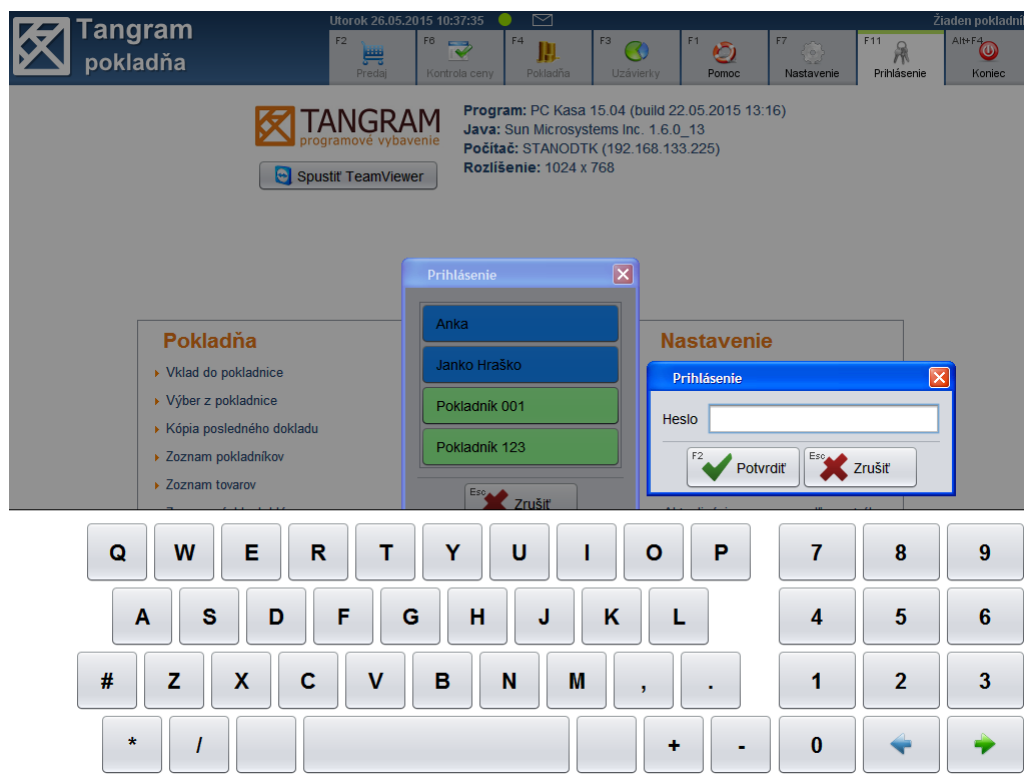 Tangram
pokladňa
Utorok 26.05.2015 10:37:35
Žiaden pokladník
F2 Predaj
F6 Kontrola ceny
F4 Pokladňa
F3 Uzávierky
F1 Pomoc
F7 Nastavenie
F11 Prihlásenie
Alt+F4 Koniec
TANGRAM
programové vybavenie
Spustiť TeamViewer
Program: PC Kasa 15.04 (build 22.05.2015 13:16)
Java: Sun Microsystems Inc. 1.6.0_13
Počítač: STANODTK (192.168.133.225)
Rozlíšenie: 1024 x 768
Pokladňa
Vklad do pokladnice
Výber z pokladnice
Kópia posledného dokladu
Zoznam pokladníkov
Zoznam tovarov
Prihlásenie
Anka
Janko Hraško
Pokladník 001
Pokladník 123
Esc Zrušiť
Nastavenie
Prihlásenie
Heslo
F2 Potvrdiť
Esc Zrušiť
Q W E R T Y U I O P 7 8 9
A S D F G H J K L 4 5 6
# Z X C V B N M , . 1 2 3
* / + - 0